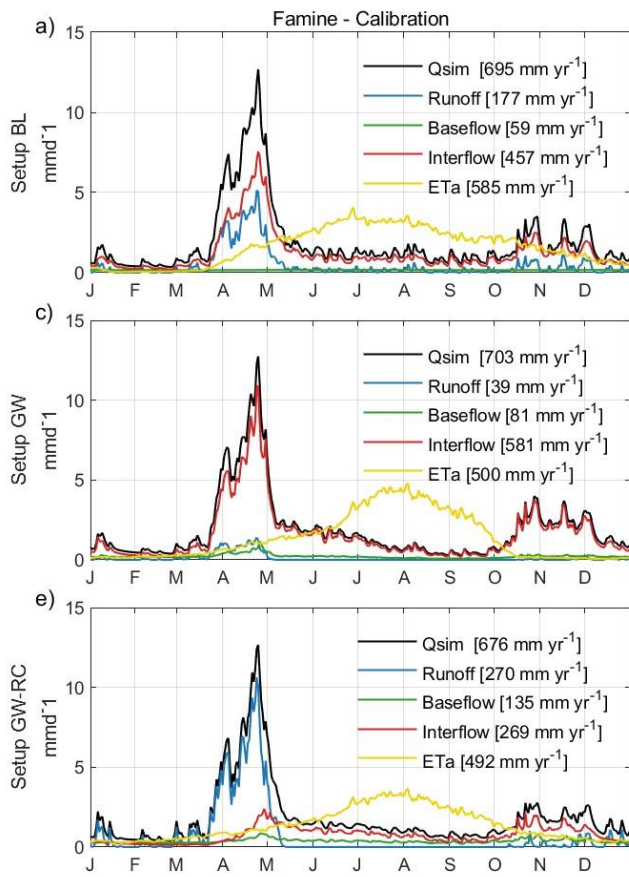 Famine - Calibration
a)
15
10
5
0
Setup BL
mmd⁻1
Qsim [695 mm yr⁻¹]
Runoff [177 mm yr⁻¹]
Baseflow [59 mm yr⁻¹]
Interflow [457 mm yr⁻¹]
ETa [585 mm yr⁻¹]
J F M A M J J A S O N D
c)
15
10
5
0
Setup GW
mmd⁻1
Qsim [703 mm yr⁻¹]
Runoff [39 mm yr⁻¹]
Baseflow [81 mm yr⁻¹]
Interflow [581 mm yr⁻¹]
ETa [500 mm yr⁻¹]
J F M A M J J A S O N D
e)
15
10
5
0
Setup GW-RC
mmd⁻1
Qsim [676 mm yr⁻¹]
Runoff [270 mm yr⁻¹]
Baseflow [135 mm yr⁻¹]
Interflow [269 mm yr⁻¹]
ETa [492 mm yr⁻¹]
J F M A M J J A S O N D